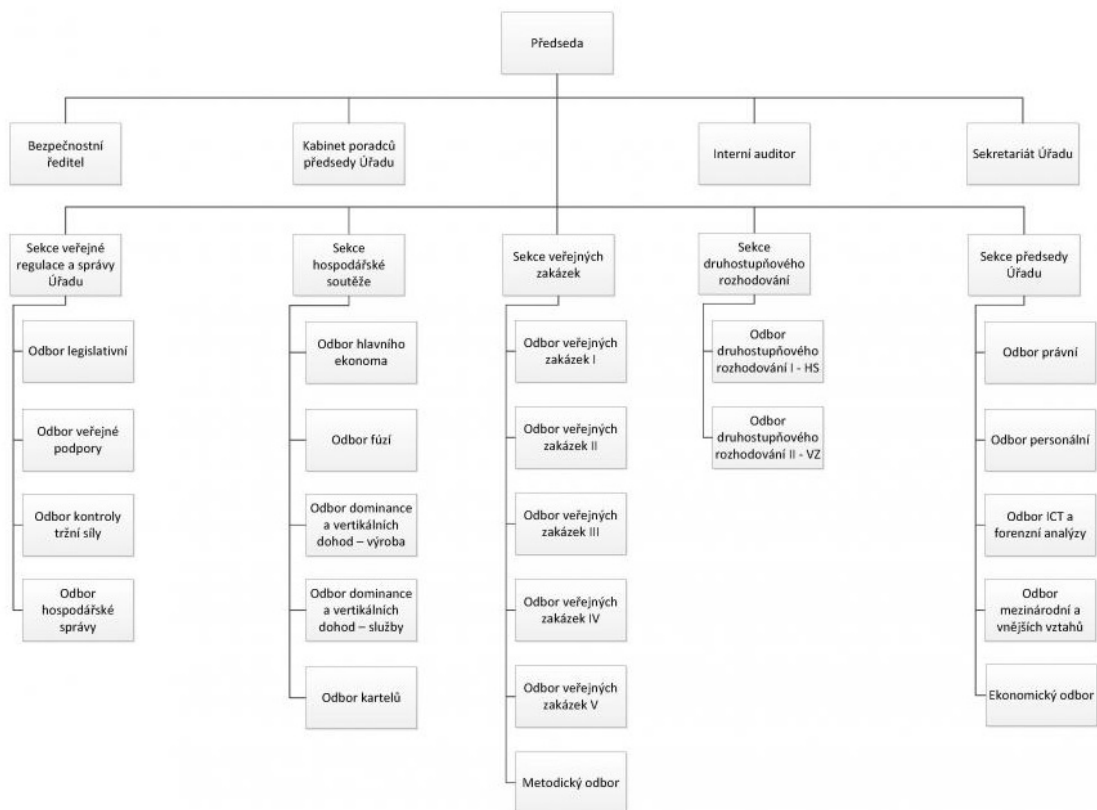 Předseda
Bezpečnostní
ředitel
Kabinet poradců
předsedy Úřadu
Interní auditor
Sekretariát Úřadu
Sekce veřejné
regulace a správy
Úřadu
Odbor legislativní
Odbor veřejné
podpory
Odbor kontroly
tržní síly
Odbor
hospodářské
správy
Sekce
hospodářské
soutěže
Odbor hlavního
ekonoma
Odbor fúzí
Odbor dominance
a vertikálních
dohod – výroba
Odbor dominance
a vertikálních
dohod – služby
Odbor kartelů
Sekce veřejných
zakázek
Odbor veřejných
zakázek I
Odbor veřejných
zakázek II
Odbor veřejných
zakázek III
Odbor veřejných
zakázek IV
Odbor veřejných
zakázek V
Metodický odbor
Sekce
druhostupňového
rozhodování
Odbor
druhostupňového
rozhodování I - HS
Odbor
druhostupňového
rozhodování II - VZ
Sekce předsedy
Úřadu
Odbor právní
Odbor personální
Odbor ICT a
forenzní analýzy
Odbor
mezinárodní a
vnějších vztahů
Ekonomický odbor